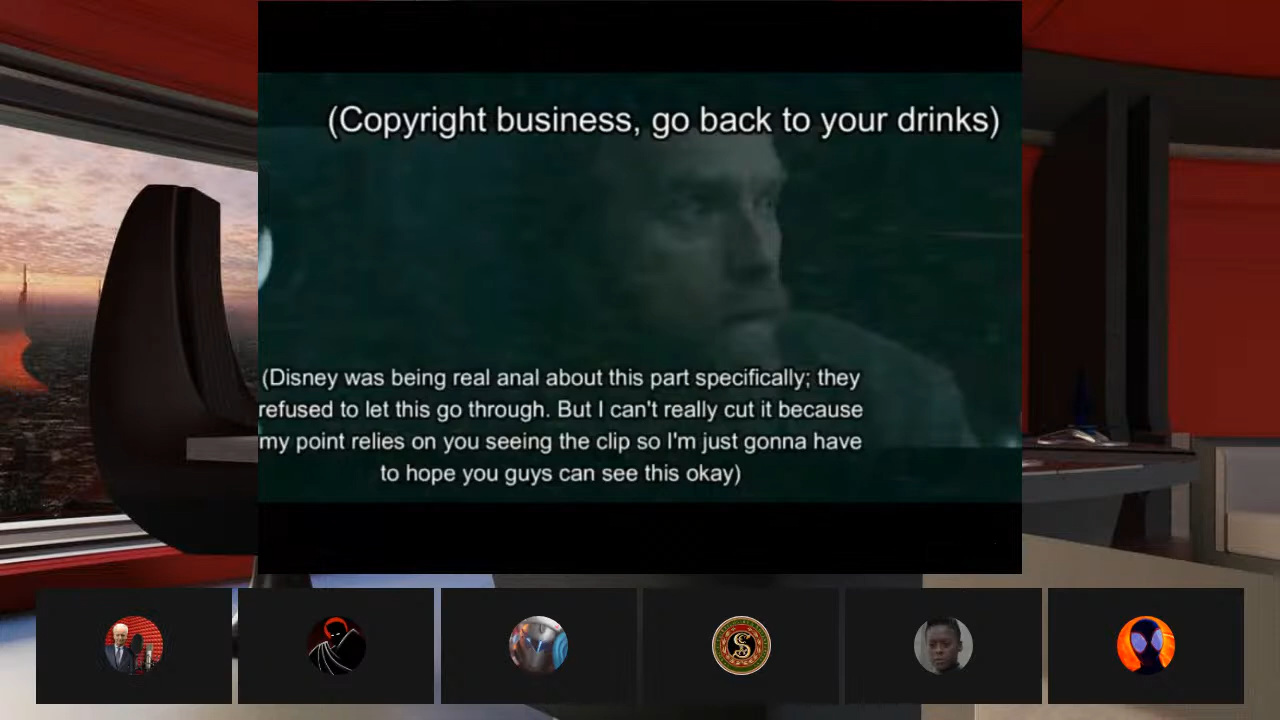 (Copyright business, go back to your drinks)
(Disney was being real anal about this part specifically; they
refused to let this go through. But I can't really cut it because
my point relies on you seeing the clip so I'm just gonna have
to hope you guys can see this okay)